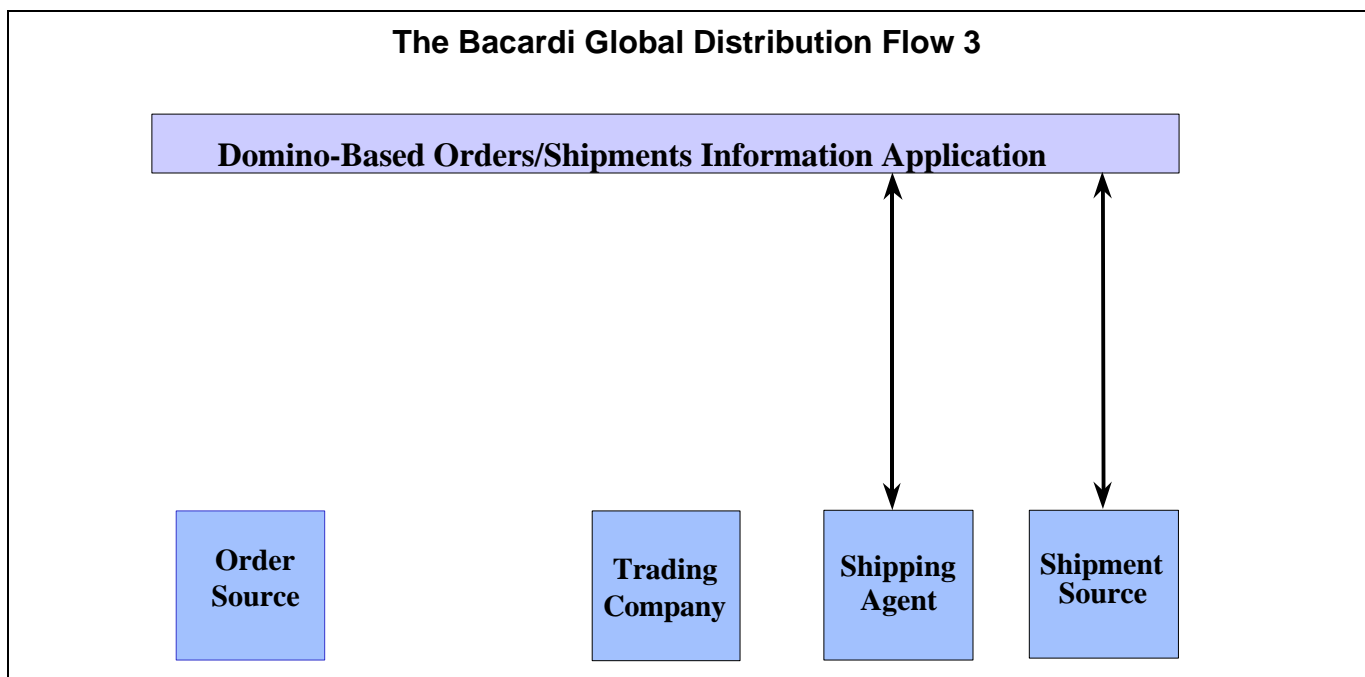 The Bacardi Global Distribution Flow 3
Domino-Based Orders/Shipments Information Application
Order
Source
Trading
Company
Shipping
Agent
Shipment
Source